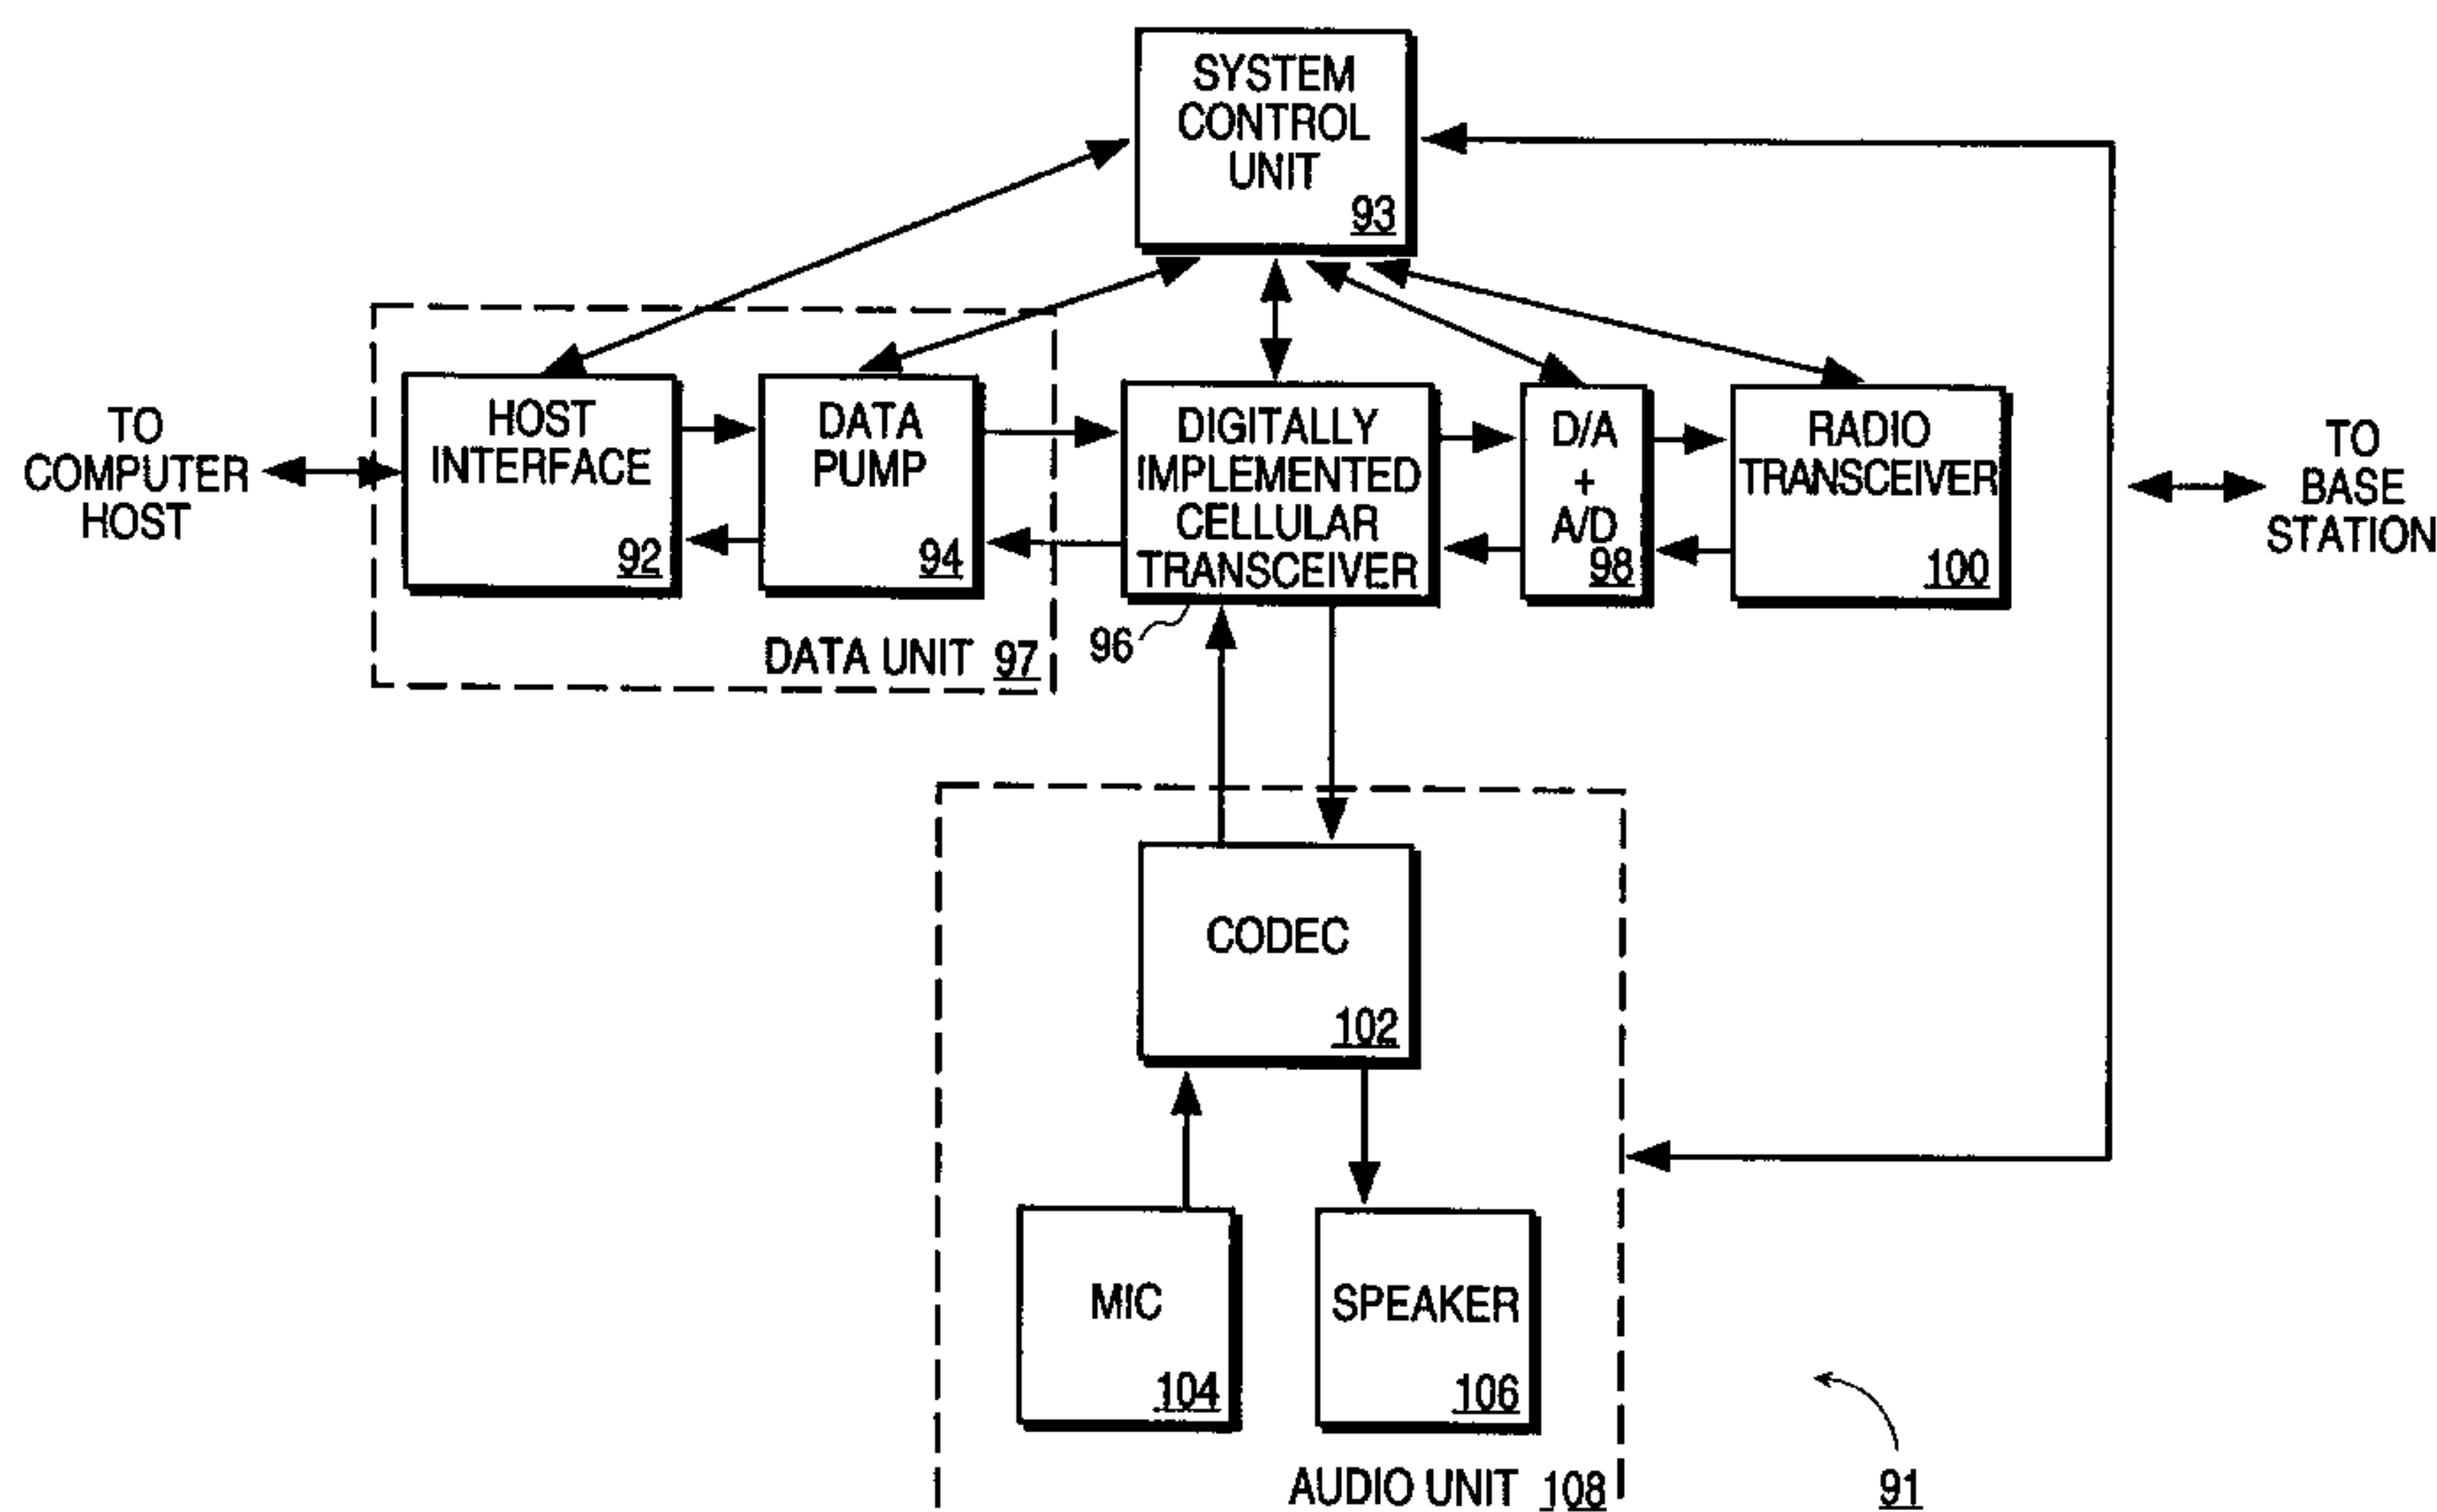 SYSTEM
CONTROL
UNIT
93
TO
COMPUTER
HOST
HOST
INTERFACE
92
DATA
PUMP
94
DATA UNIT 97
DIGITALLY
IMPLEMENTED
CELLULAR
TRANSCEIVER
96
D/A
+
A/D
98
RADIO
TRANSCEIVER
100
TO
BASE
STATION
CODEC
102
MIC
104
SPEAKER
106
AUDIO UNIT 108
91